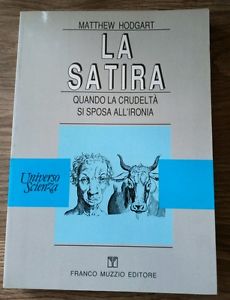 MATTHEW HODGART
LA
SATIRA
QUANDO LA CRUDELTÀ
SI SPOSA ALL'IRONIA
Universo
Scienza
FRANCO MUZZIO EDITORE